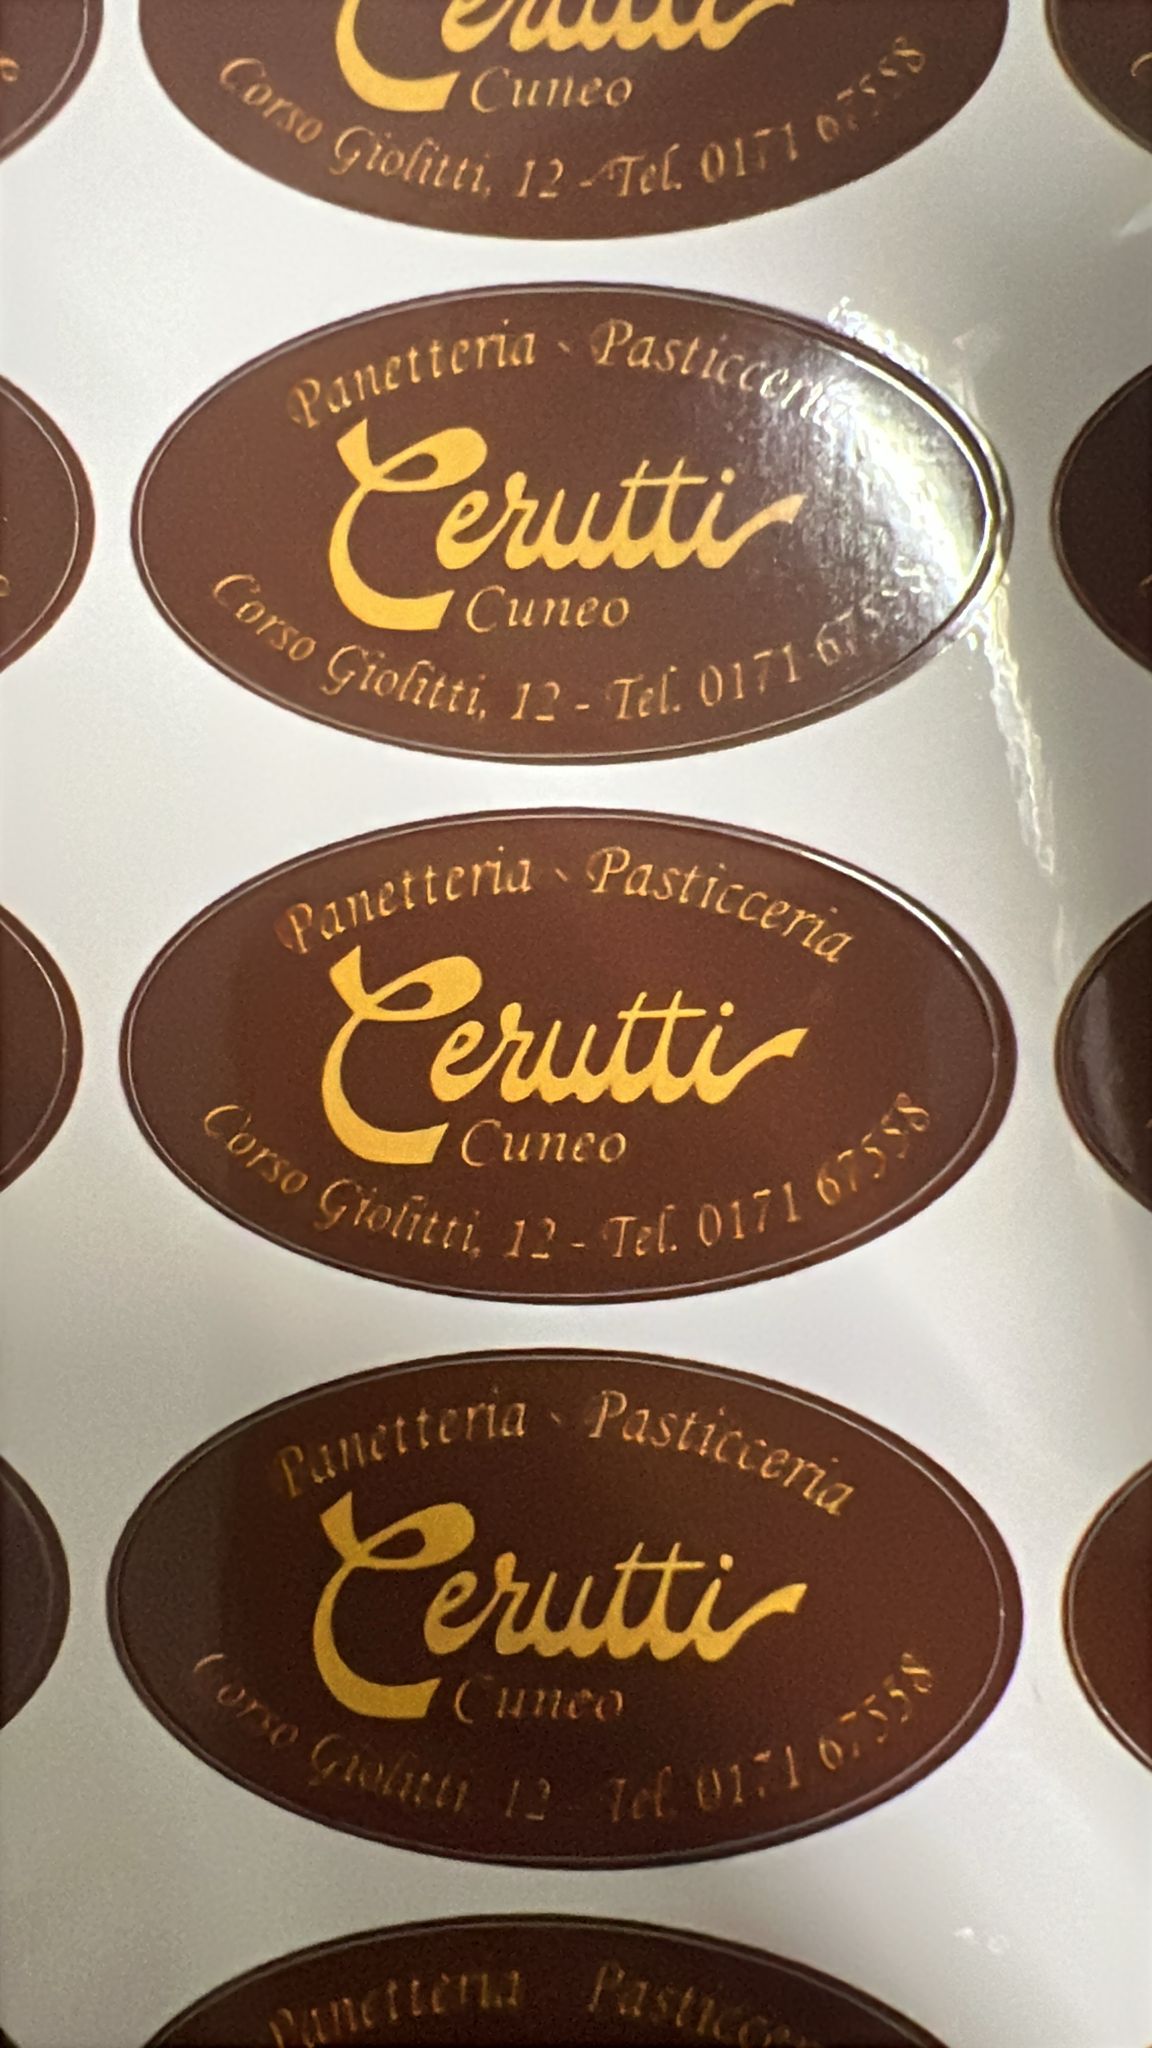 Cerutti
Cuneo
Corso Giolitti, 12 - Tel. 0171 67558
Panetteria - Pasticceria
Cerutti
Cuneo
Corso Giolitti, 12 - Tel. 0171
Panetteria - Pasticceria
Cerutti
Cuneo
Corso Giolitti, 12 - Tel. 0171 67558
Panetteria - Pasticceria
Cerutti
Cuneo
Corso Giolitti, 12 - Tel. 0171 67558
Panetteria